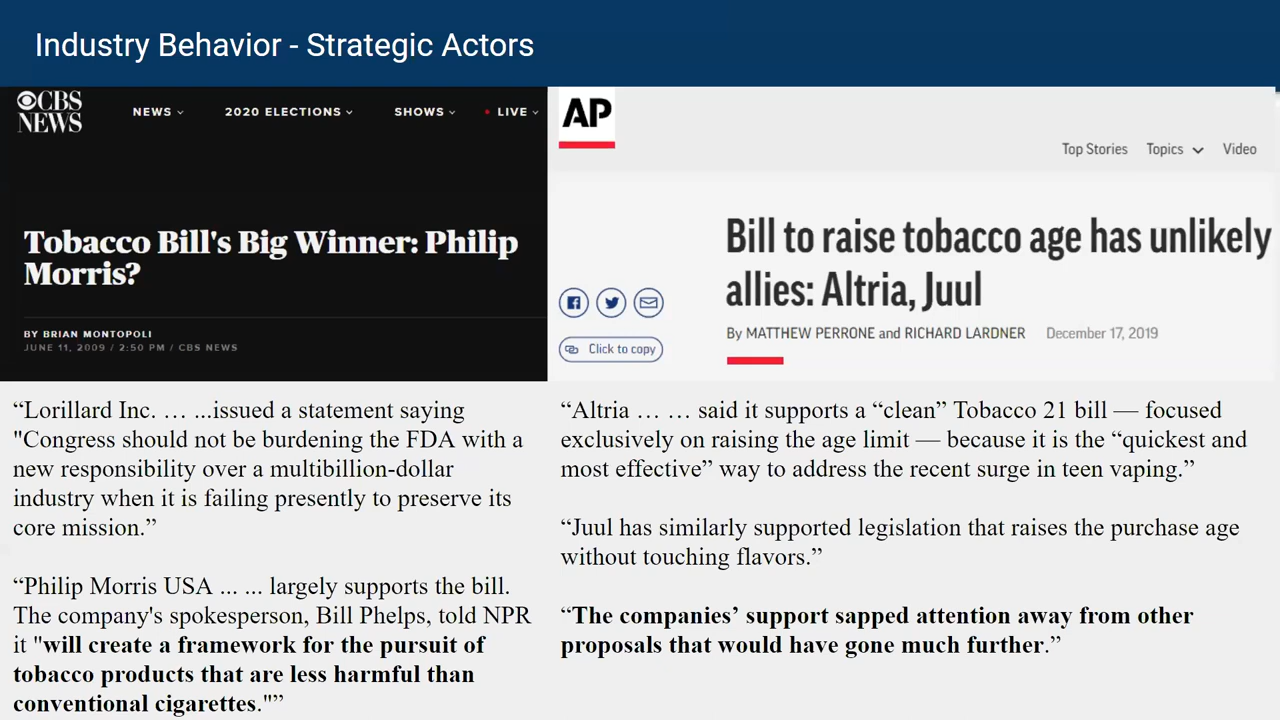 Industry Behavior - Strategic Actors
CBS
NEWS
NEWS
2020 ELECTIONS
SHOWS
LIVE
Tobacco Bill's Big Winner: Philip
Morris?
BY BRIAN MONTOPOLI
JUNE 11, 2009 / 2:50 PM / CBS NEWS
“Lorillard Inc. … ...issued a statement saying
"Congress should not be burdening the FDA with a
new responsibility over a multibillion-dollar
industry when it is failing presently to preserve its
core mission.”
“Philip Morris USA ... ... largely supports the bill.
The company's spokesperson, Bill Phelps, told NPR
it "will create a framework for the pursuit of
tobacco products that are less harmful than
conventional cigarettes."”
AP
Top Stories
Topics
Video
Bill to raise tobacco age has unlikely
allies: Altria, Juul
By MATTHEW PERRONE and RICHARD LARDNER
December 17, 2019
Click to copy
“Altria … … said it supports a “clean” Tobacco 21 bill — focused
exclusively on raising the age limit — because it is the “quickest and
most effective” way to address the recent surge in teen vaping.”
“Juul has similarly supported legislation that raises the purchase age
without touching flavors.”
“The companies’ support sapped attention away from other
proposals that would have gone much further.”